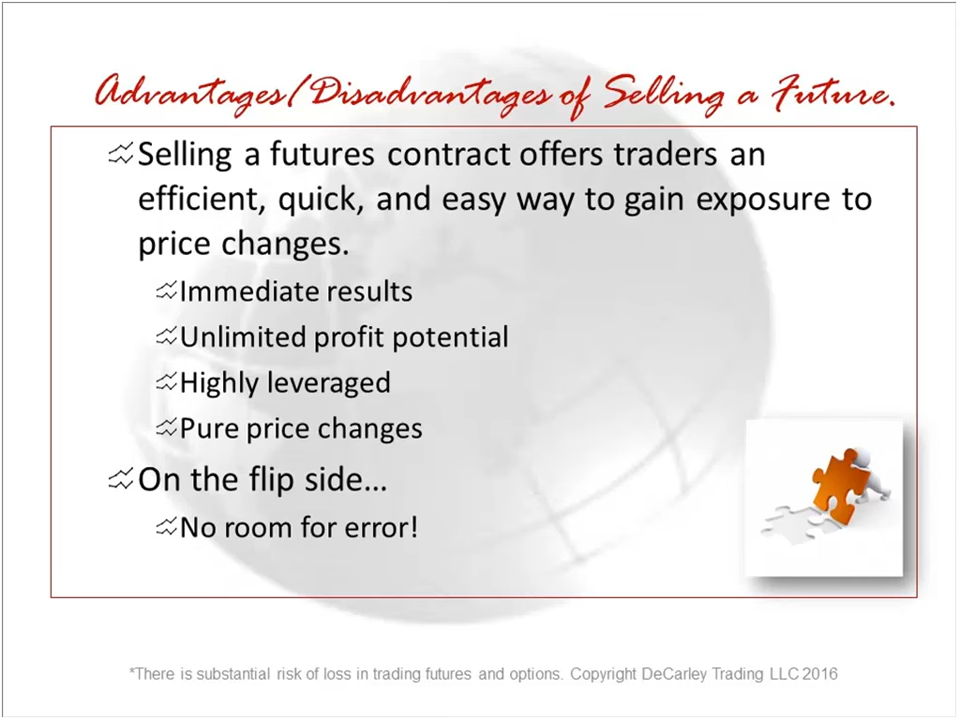 Advantages/Disadvantages of Selling a Future.
Selling a futures contract offers traders an
efficient, quick, and easy way to gain exposure to
price changes.
Immediate results
Unlimited profit potential
Highly leveraged
Pure price changes
On the flip side…
No room for error!
*There is substantial risk of loss in trading futures and options. Copyright DeCarley Trading LLC 2016